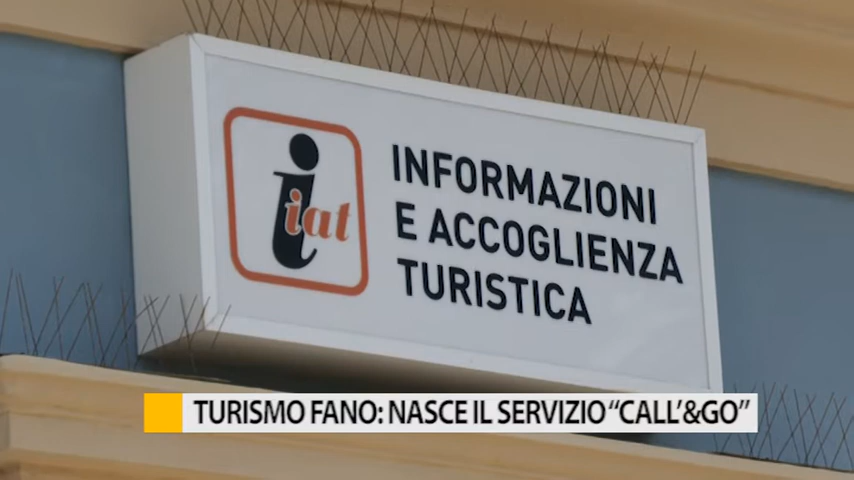 i
iat
INFORMAZIONI
E ACCOGLIENZA
TURISTICA
TURISMO FANO: NASCE IL SERVIZIO “CALL’&GO”